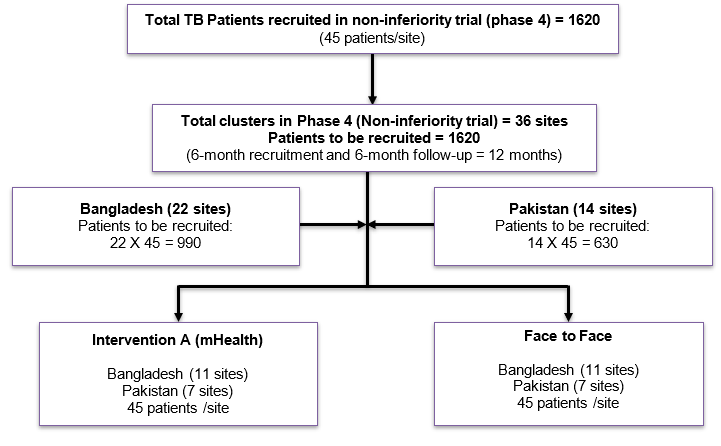 Total TB Patients recruited in non-inferiority trial (phase 4) = 1620
(45 patients/site)
Total clusters in Phase 4 (Non-inferiority trial) = 36 sites
Patients to be recruited = 1620
(6-month recruitment and 6-month follow-up = 12 months)
Bangladesh (22 sites)
Patients to be recruited:
22 X 45 = 990
Pakistan (14 sites)
Patients to be recruited:
14 X 45 = 630
Intervention A (mHealth)
Bangladesh (11 sites)
Pakistan (7 sites)
45 patients /site
Face to Face
Bangladesh (11 sites)
Pakistan (7 sites)
45 patients /site